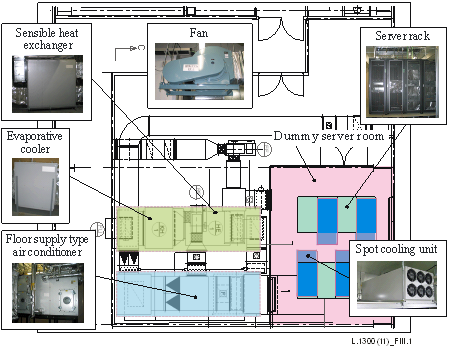 Sensible heat
exchanger
Fan
Server rack
Evaporative
cooler
Dummy server room
Floor supply type
air conditioner
Spot cooling unit
L.1300(11)_FIII.1